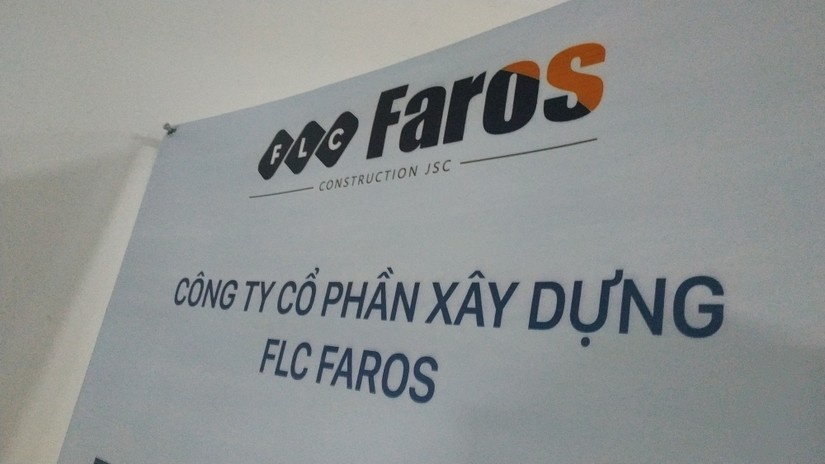 FLC Faros
CONSTRUCTION JSC
CÔNG TY CỔ PHẦN XÂY DỰNG
FLC FAROS